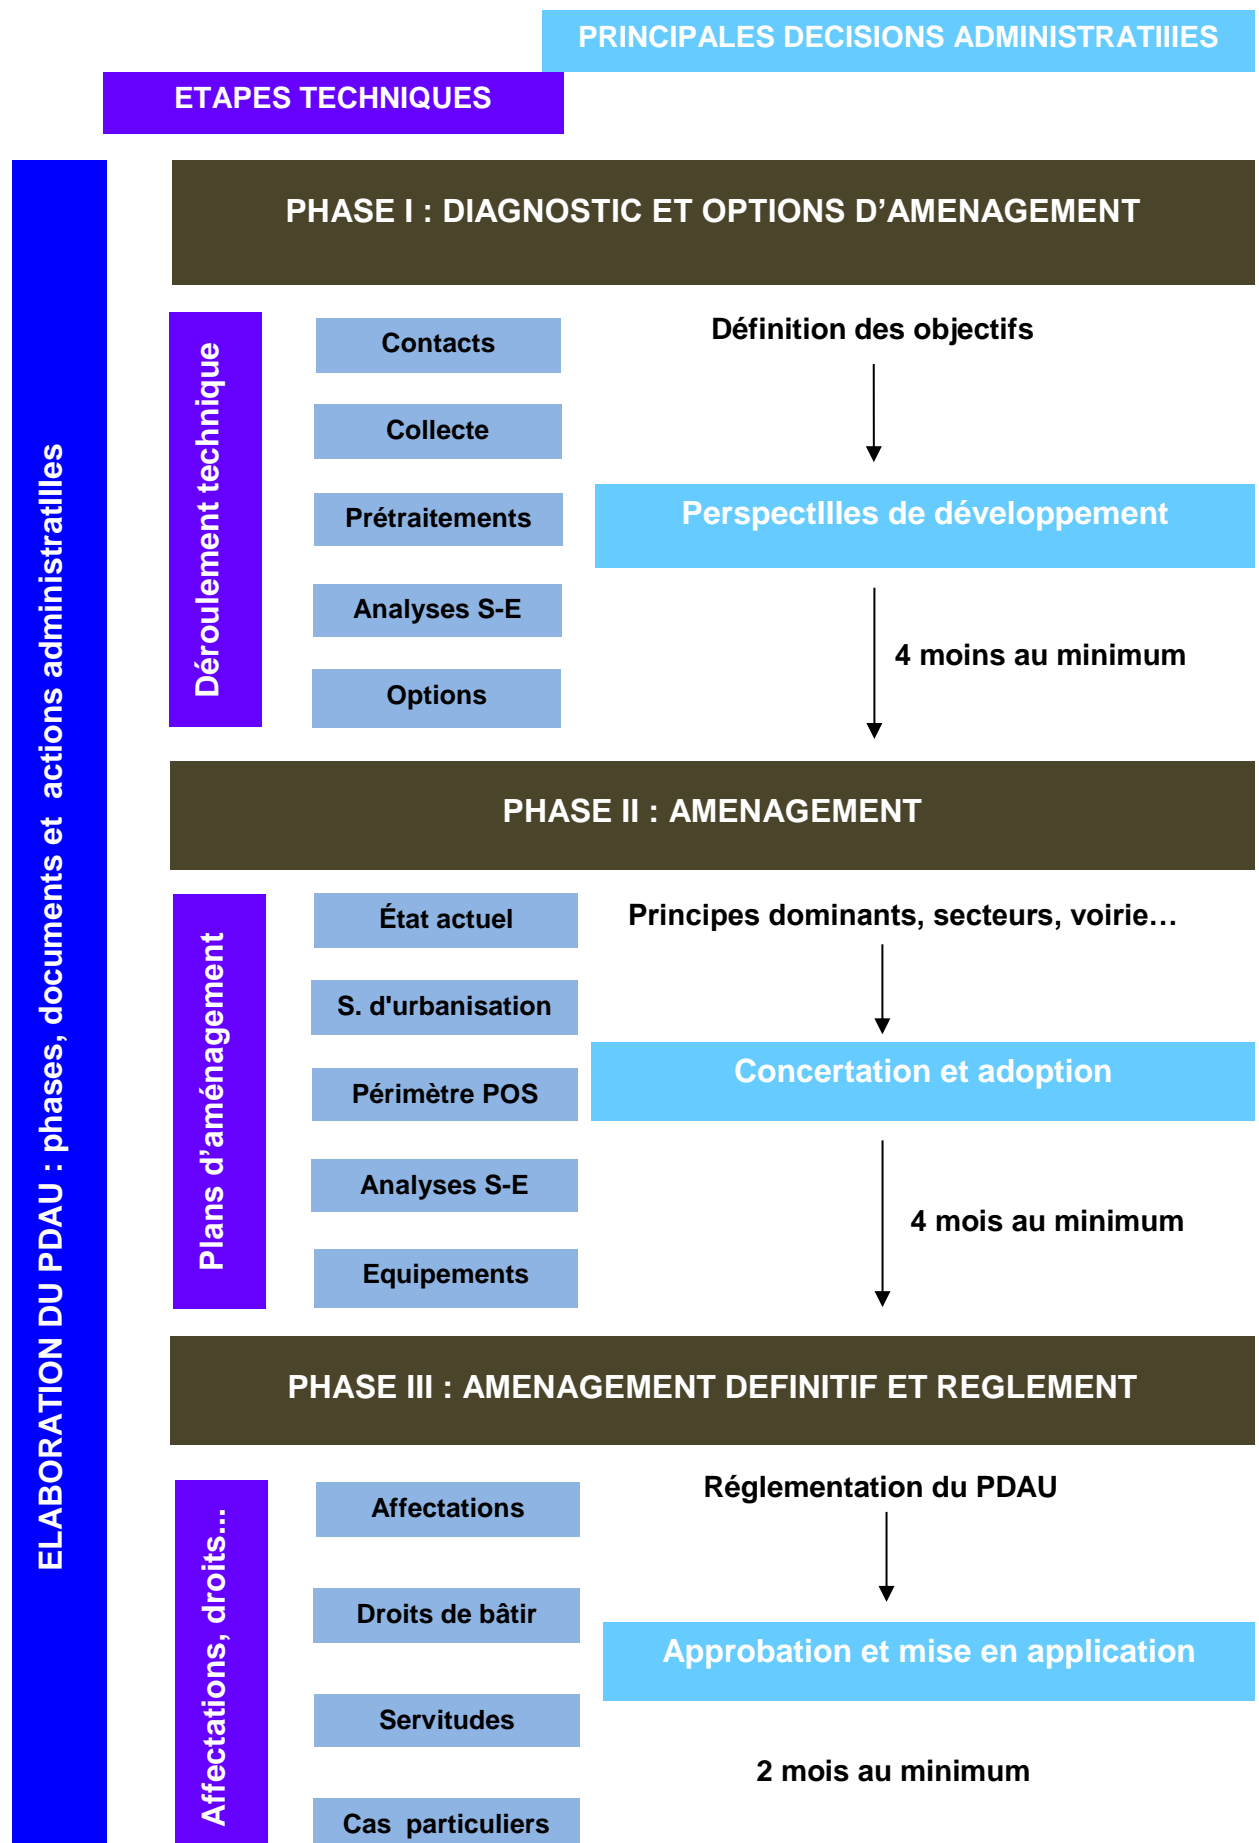 PRINCIPALES DECISIONS ADMINISTRATIIIES
ETAPES TECHNIQUES
ELABORATION DU PDAU : phases, documents et actions administratIIles
PHASE I : DIAGNOSTIC ET OPTIONS D’AMENAGEMENT
Déroulement technique
Contacts
Collecte
Prétraitements
Analyses S-E
Options
Définition des objectifs
PerspectIIles de développement
4 moins au minimum
PHASE II : AMENAGEMENT
Plans d’aménagement
État actuel
S. d'urbanisation
Périmètre POS
Analyses S-E
Equipements
Principes dominants, secteurs, voirie…
Concertation et adoption
4 mois au minimum
PHASE III : AMENAGEMENT DEFINITIF ET REGLEMENT
Affectations, droits...
Affectations
Droits de bâtir
Servitudes
Cas particuliers
Réglementation du PDAU
Approbation et mise en application
2 mois au minimum